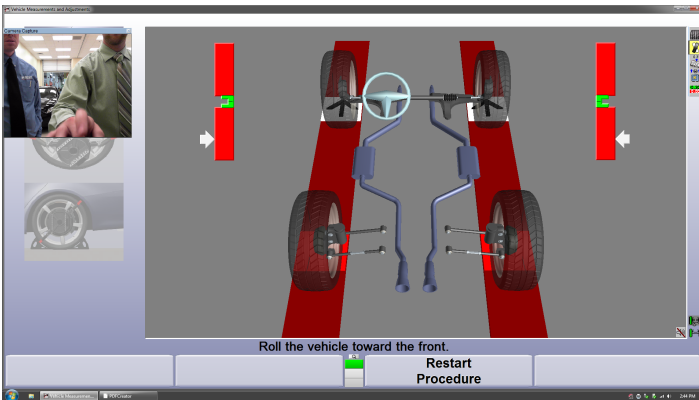 Vehicle Measurements and Adjustments
Camera Capture
Roll the vehicle toward the front.
Restart
Procedure
Vehicle Measuremen...
PDFCreator
2:44 PM